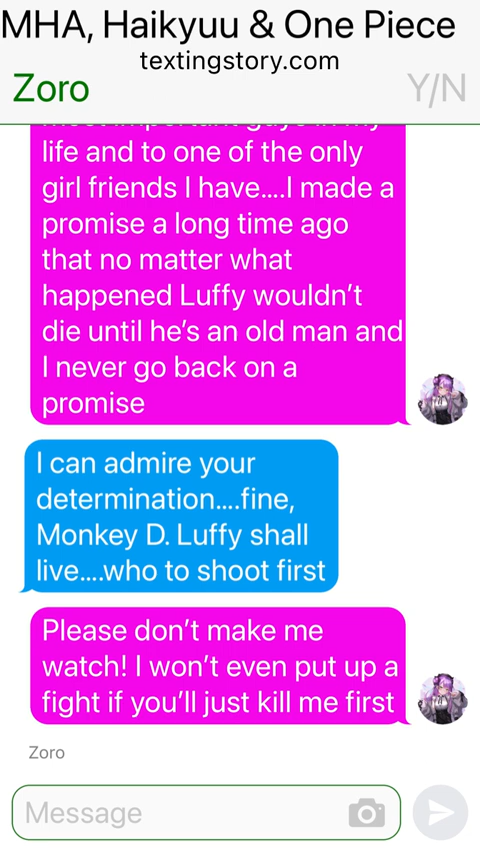 MHA, Haikyuu & One Piece
textingstory.com
Zoro
Y/N
life and to one of the only
girl friends I have....I made a
promise a long time ago
that no matter what
happened Luffy wouldn't
die until he's an old man and
I never go back on a
promise
I can admire your
determination....fine,
Monkey D. Luffy shall
live....who to shoot first
Please don't make me
watch! I won't even put up a
fight if you'll just kill me first
Zoro
Message